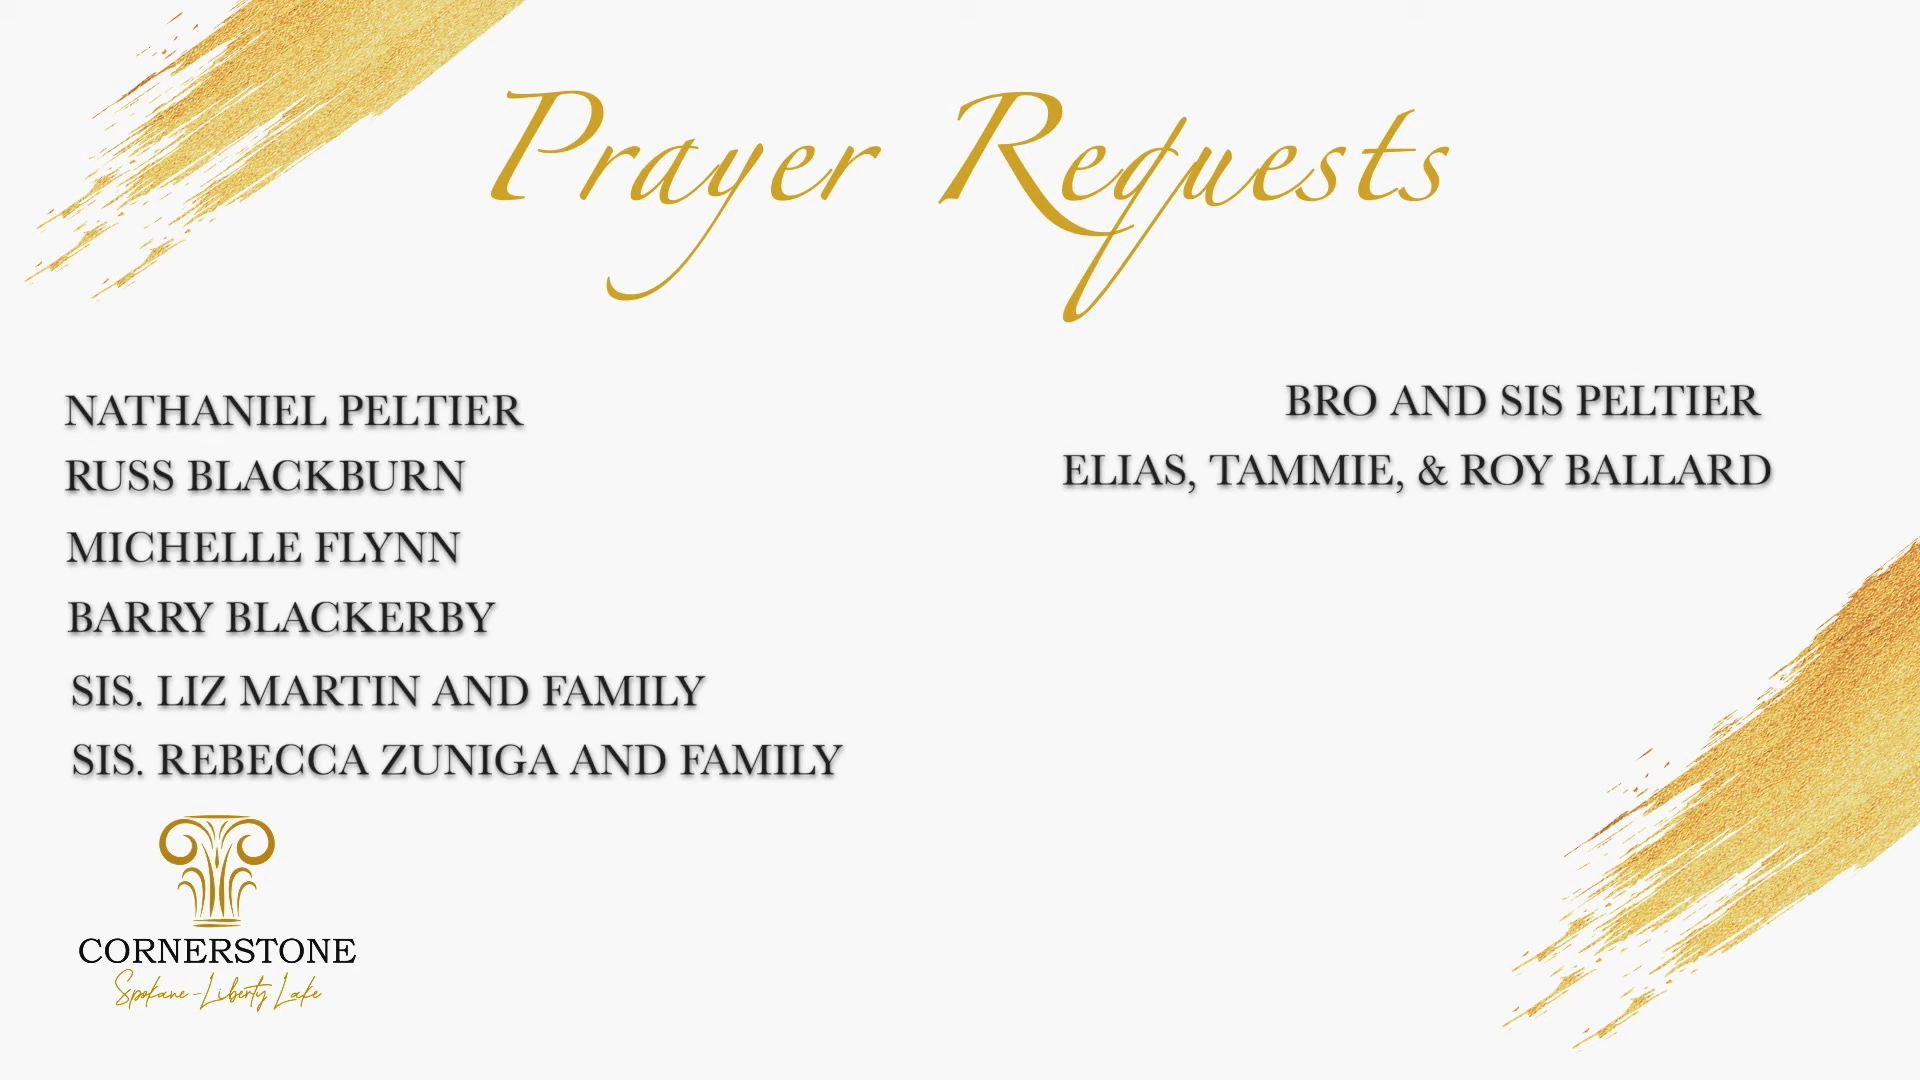 Prayer Requests
NATHANIEL PELTIER
RUSS BLACKBURN
MICHELLE FLYNN
BARRY BLACKERBY
SIS. LIZ MARTIN AND FAMILY
SIS. REBECCA ZUNIGA AND FAMILY
BRO AND SIS PELTIER
ELIAS, TAMMIE, & ROY BALLARD
CORNERSTONE
Spokane-Liberty Lake